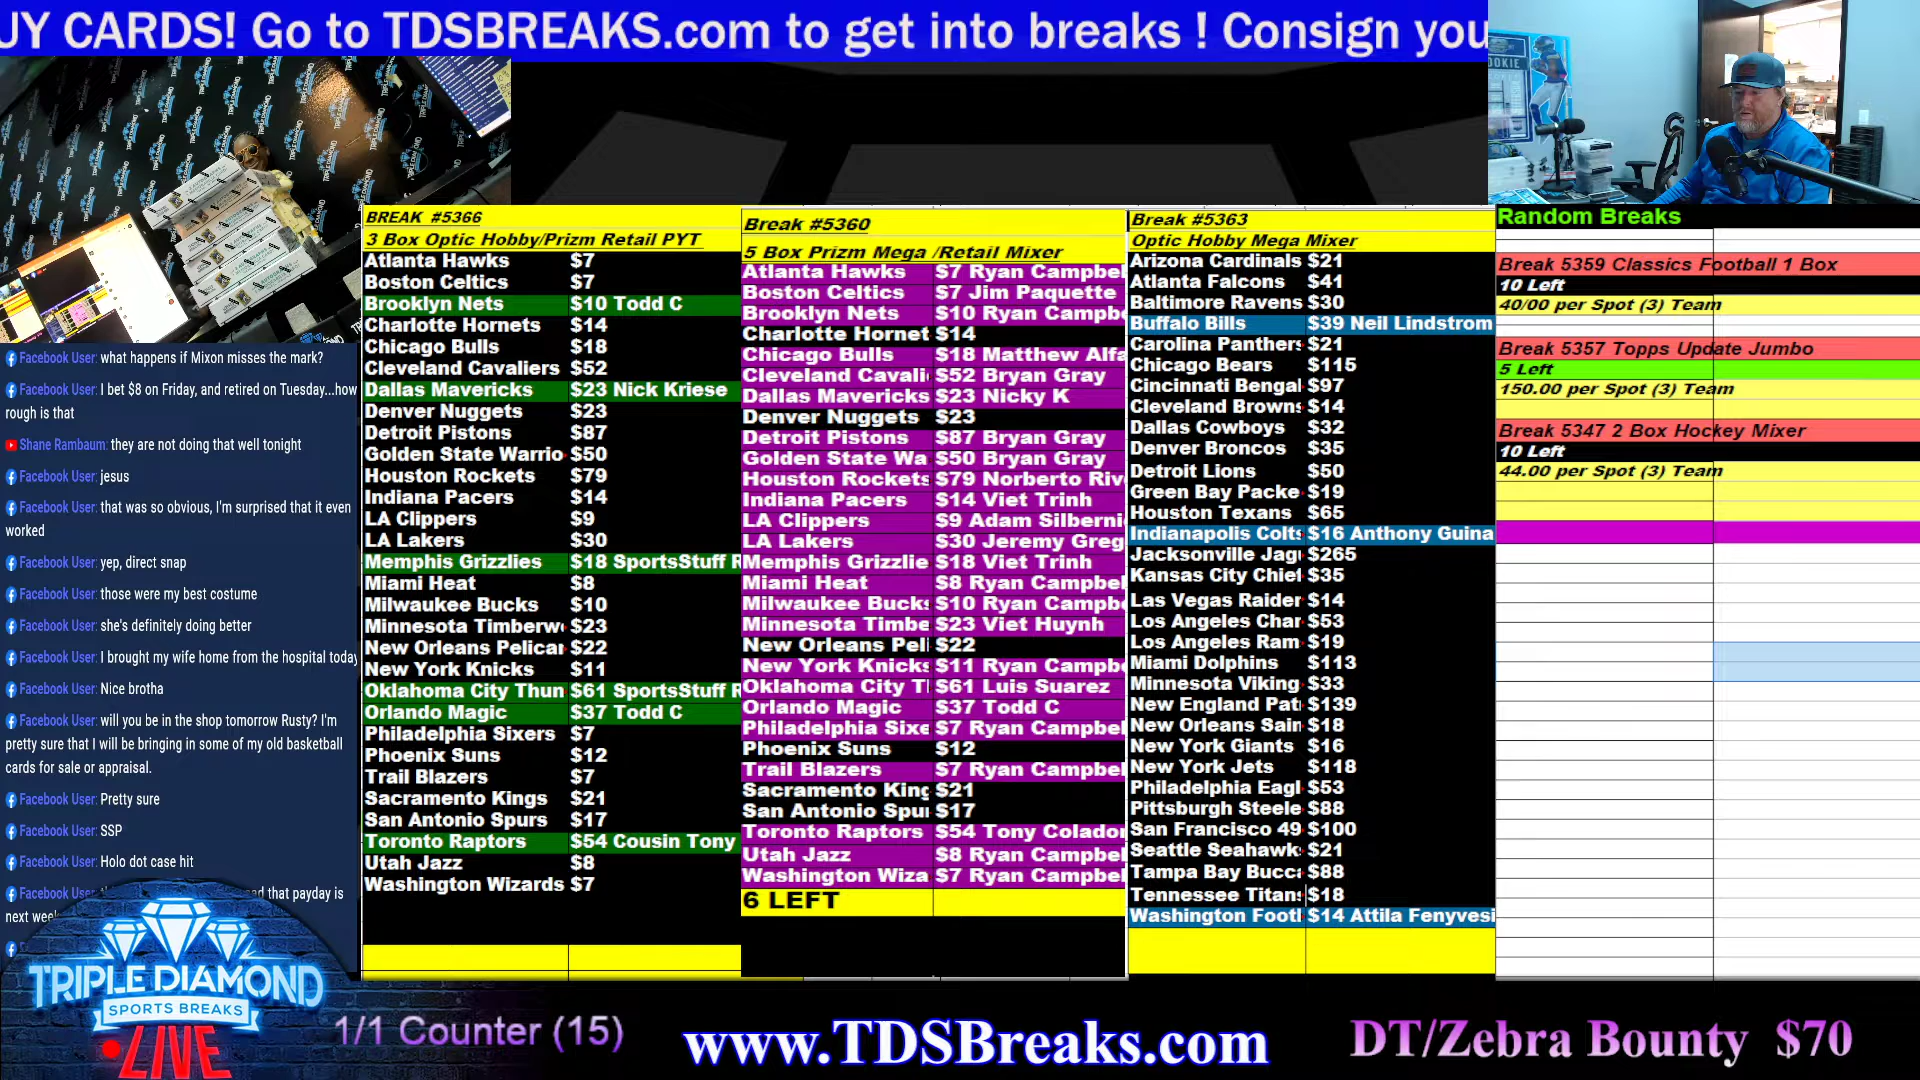 UY CARDS! Go to TDSBREAKS.com to get into breaks ! Consign you
BREAK #5366
3 Box Optic Hobby/Prizm Retail PYT
Atlanta Hawks $7
Boston Celtics $7
Brooklyn Nets $10 Todd C
Charlotte Hornets $14
Chicago Bulls $18
Cleveland Cavaliers $52
Dallas Mavericks $23 Nick Kriese
Denver Nuggets $23
Detroit Pistons $87
Golden State Warrio $50
Houston Rockets $79
Indiana Pacers $14
LA Clippers $9
LA Lakers $30
Memphis Grizzlies $18 SportsStuff R
Miami Heat $8
Milwaukee Bucks $10
Minnesota Timberw $23
New Orleans Pelican $22
New York Knicks $11
Oklahoma City Thun $61 SportsStuff R
Orlando Magic $37 Todd C
Philadelphia Sixers $7
Phoenix Suns $12
Trail Blazers $7
Sacramento Kings $21
San Antonio Spurs $17
Toronto Raptors $54 Cousin Tony
Utah Jazz $8
Washington Wizards $7
Break #5360
5 Box Prizm Mega /Retail Mixer
Atlanta Hawks $7 Ryan Campbel
Boston Celtics $7 Jim Paquette
Brooklyn Nets $10 Ryan Campbe
Charlotte Hornet $14
Chicago Bulls $18 Matthew Alfa
Cleveland Cavali $52 Bryan Gray
Dallas Mavericks $23 Nicky K
Denver Nuggets $23
Detroit Pistons $87 Bryan Gray
Golden State Wa $50 Bryan Gray
Houston Rockets $79 Norberto Riv
Indiana Pacers $14 Viet Trinh
LA Clippers $9 Adam Silberni
LA Lakers $30 Jeremy Greg
Memphis Grizzlie $18 Viet Trinh
Miami Heat $8 Ryan Campbel
Milwaukee Bucks $10 Ryan Campbe
Minnesota Timbe $23 Viet Huynh
New Orleans Peli $22
New York Knicks $11 Ryan Campbe
Oklahoma City T $61 Luis Suarez
Orlando Magic $37 Todd C
Philadelphia Sixe $7 Ryan Campbel
Phoenix Suns $12
Trail Blazers $7 Ryan Campbel
Sacramento King $21
San Antonio Spu $17
Toronto Raptors $54 Tony Colador
Utah Jazz $8 Ryan Campbel
Washington Wiza $7 Ryan Campbel
6 LEFT
Break #5363
Optic Hobby Mega Mixer
Arizona Cardinals $21
Atlanta Falcons $41
Baltimore Ravens $30
Buffalo Bills $39 Neil Lindstrom
Carolina Panthers $21
Chicago Bears $115
Cincinnati Bengal $97
Cleveland Browns $14
Dallas Cowboys $32
Denver Broncos $35
Detroit Lions $50
Green Bay Packe $19
Houston Texans $65
Indianapolis Colts $16 Anthony Guina
Jacksonville Jagu $265
Kansas City Chief $35
Las Vegas Raider $14
Los Angeles Char $53
Los Angeles Ram $19
Miami Dolphins $113
Minnesota Viking $33
New England Pat $139
New Orleans Sain $18
New York Giants $16
New York Jets $118
Philadelphia Eagl $53
Pittsburgh Steele $88
San Francisco 49 $100
Seattle Seahawk $21
Tampa Bay Bucca $88
Tennessee Titans $18
Washington Footl $14 Attila Fenyvesi
Random Breaks
Break 5359 Classics Football 1 Box
10 Left
40/00 per Spot (3) Team
Break 5357 Topps Update Jumbo
5 Left
150.00 per Spot (3) Team
Break 5347 2 Box Hockey Mixer
10 Left
44.00 per Spot (3) Team
Facebook User: what happens if Mixon misses the mark?
Facebook User: I bet $8 on Friday, and retired on Tuesday...how
rough is that
Shane Rambaum: they are not doing that well tonight
Facebook User: jesus
Facebook User: that was so obvious, I'm surprised that it even
worked
Facebook User: yep, direct snap
Facebook User: those were my best costume
Facebook User: she's definitely doing better
Facebook User: I brought my wife home from the hospital today
Facebook User: Nice brotha
Facebook User: will you be in the shop tomorrow Rusty? I'm
pretty sure that I will be bringing in some of my old basketball
cards for sale or appraisal.
Facebook User: Pretty sure
Facebook User: SSP
Facebook User: Holo dot case hit
Facebook User: that payday is
next wee
TRIPLE DIAMOND
SPORTS BREAKS
LIVE
1/1 Counter (15)
www.TDSBreaks.com
DT/Zebra Bounty $70